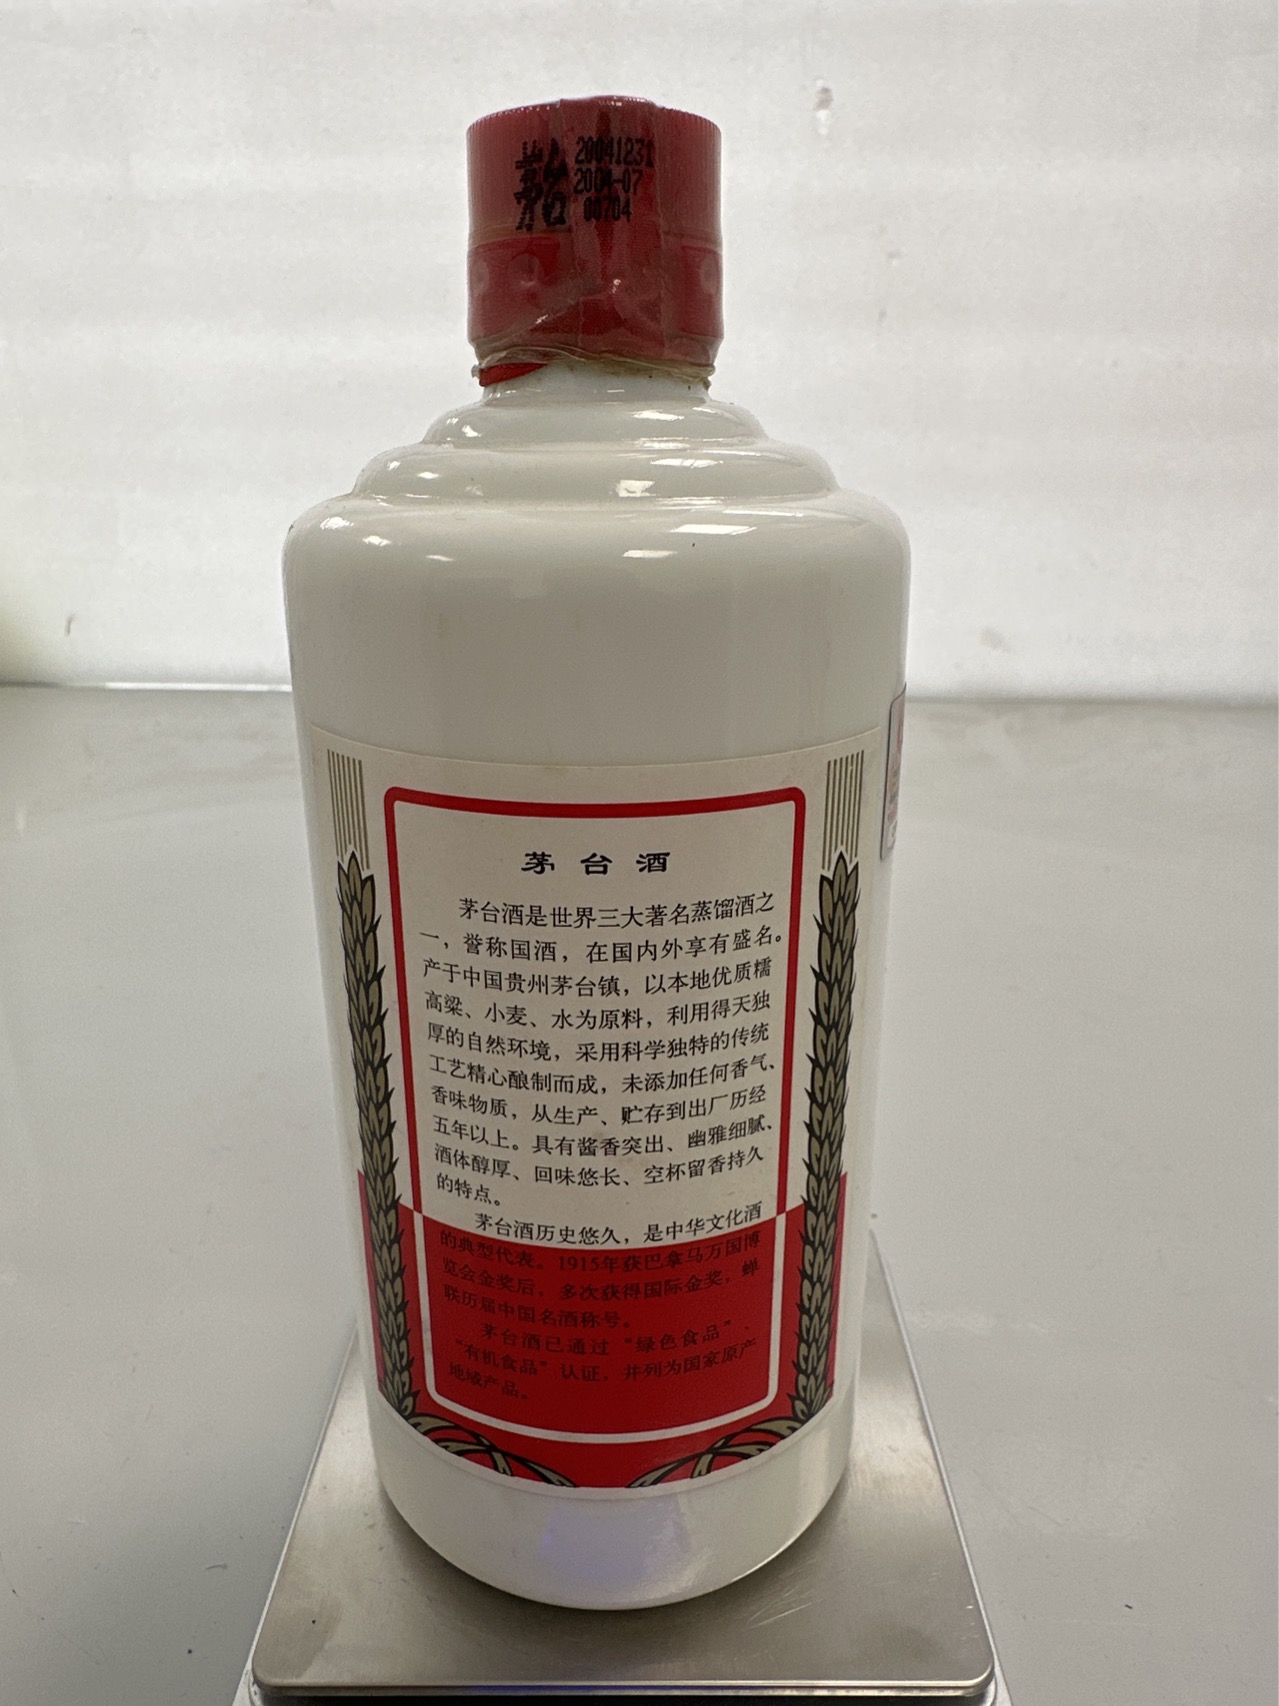 茅台
20041231
2004-07
00704
茅台酒
茅台酒是世界三大著名蒸馏酒之
一，誉称国酒，在国内外享有盛名。
产于中国贵州茅台镇，以本地优质糯
高粱、小麦、水为原料，利用得天独
厚的自然环境，采用科学独特的传统
工艺精心酿制而成，未添加任何香气、
香味物质，从生产、贮存到出厂历经
五年以上。具有酱香突出、幽雅细腻、
酒体醇厚、回味悠长、空杯留香持久
的特点。
茅台酒历史悠久，是中华文化酒
的典型代表。1915年获巴拿马万国博
览会金奖后，多次获得国际金奖，蝉
联历届中国名酒称号。
茅台酒已通过“绿色食品”、
“有机食品”认证，并列为国家原产
地域产品。